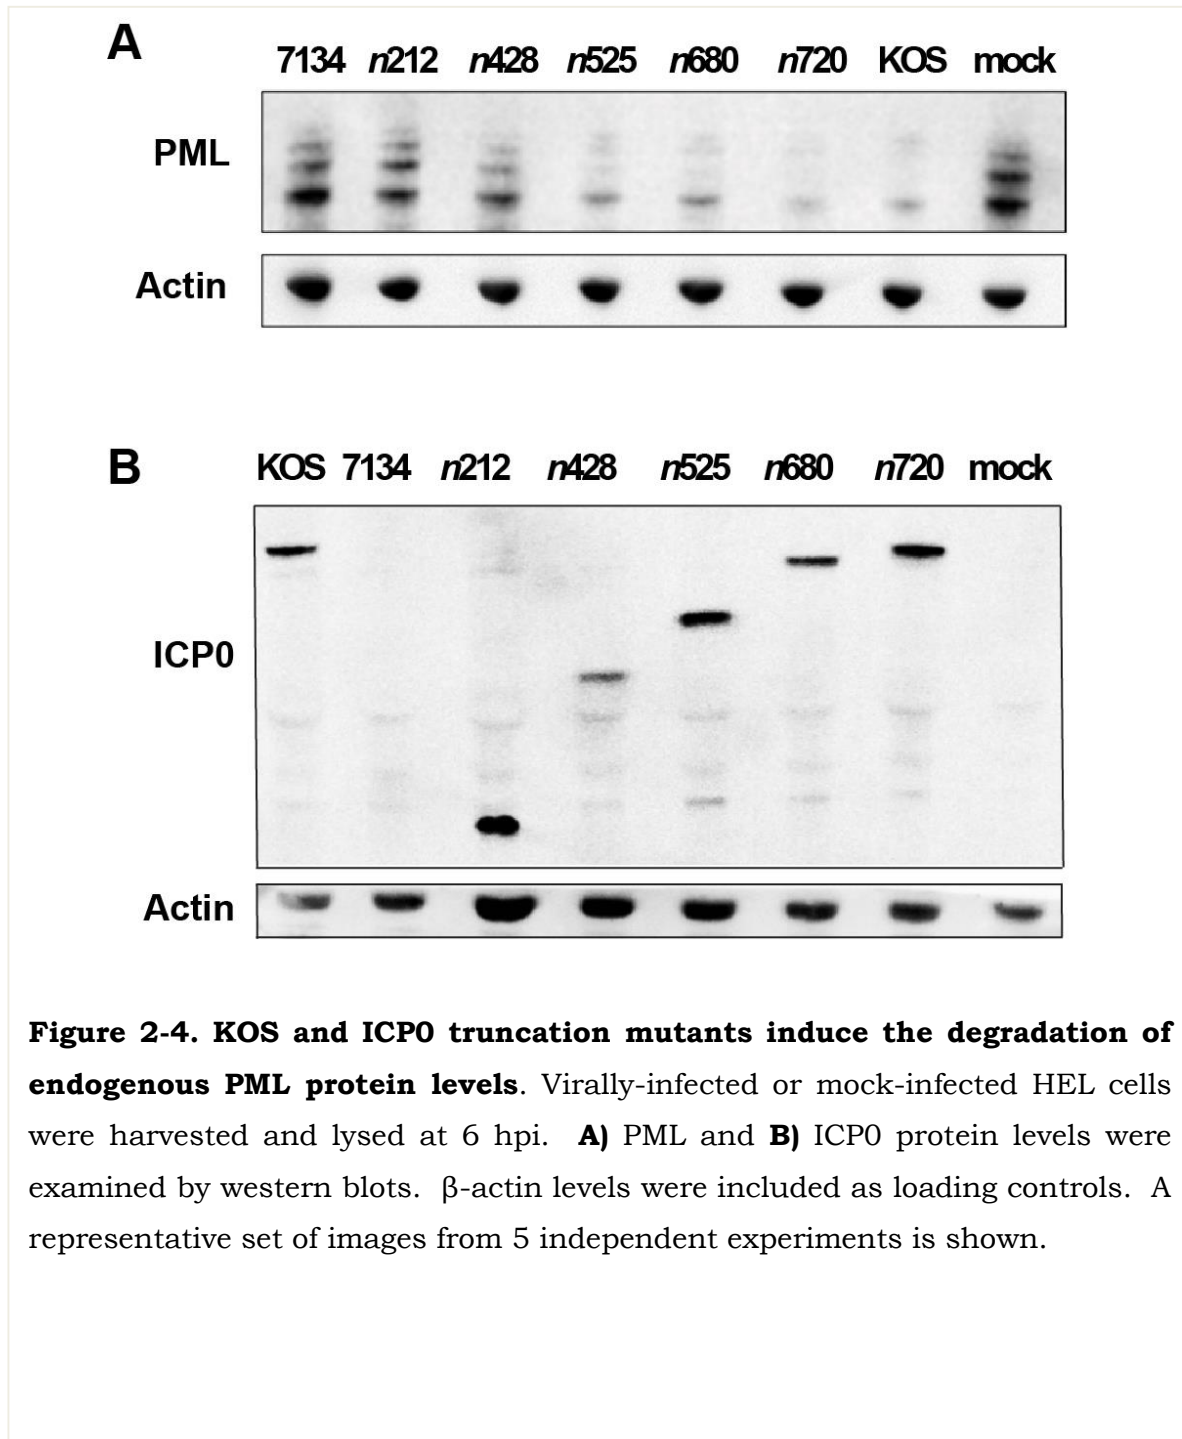 A
7134 n212 n428 n525 n680 n720 KOS mock
PML
Actin
B
KOS 7134 n212 n428 n525 n680 n720 mock
ICP0
Actin
Figure 2-4. KOS and ICP0 truncation mutants induce the degradation of
endogenous PML protein levels. Virally-infected or mock-infected HEL cells
were harvested and lysed at 6 hpi. A) PML and B) ICP0 protein levels were
examined by western blots. β-actin levels were included as loading controls. A
representative set of images from 5 independent experiments is shown.